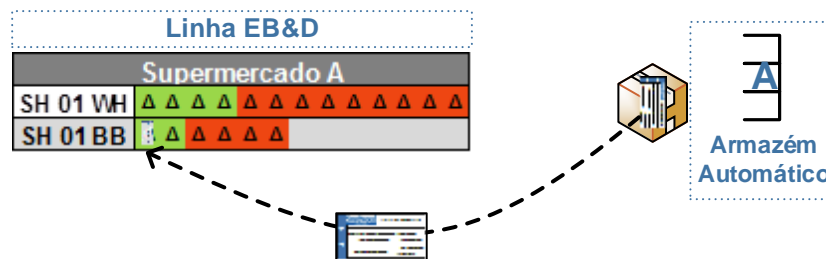 Linha EB&D
Supermercado A
SH 01 WH Δ Δ Δ Δ Δ Δ Δ Δ Δ Δ Δ Δ Δ
SH 01 BB Δ Δ Δ Δ Δ
A
Armazém
Automático